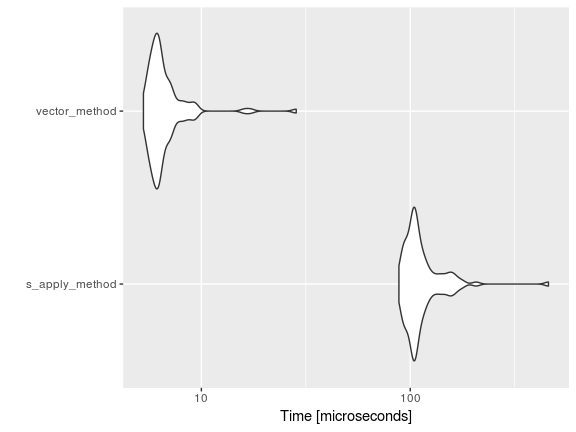 vector_method
s_apply_method
10
100
Time [microseconds]